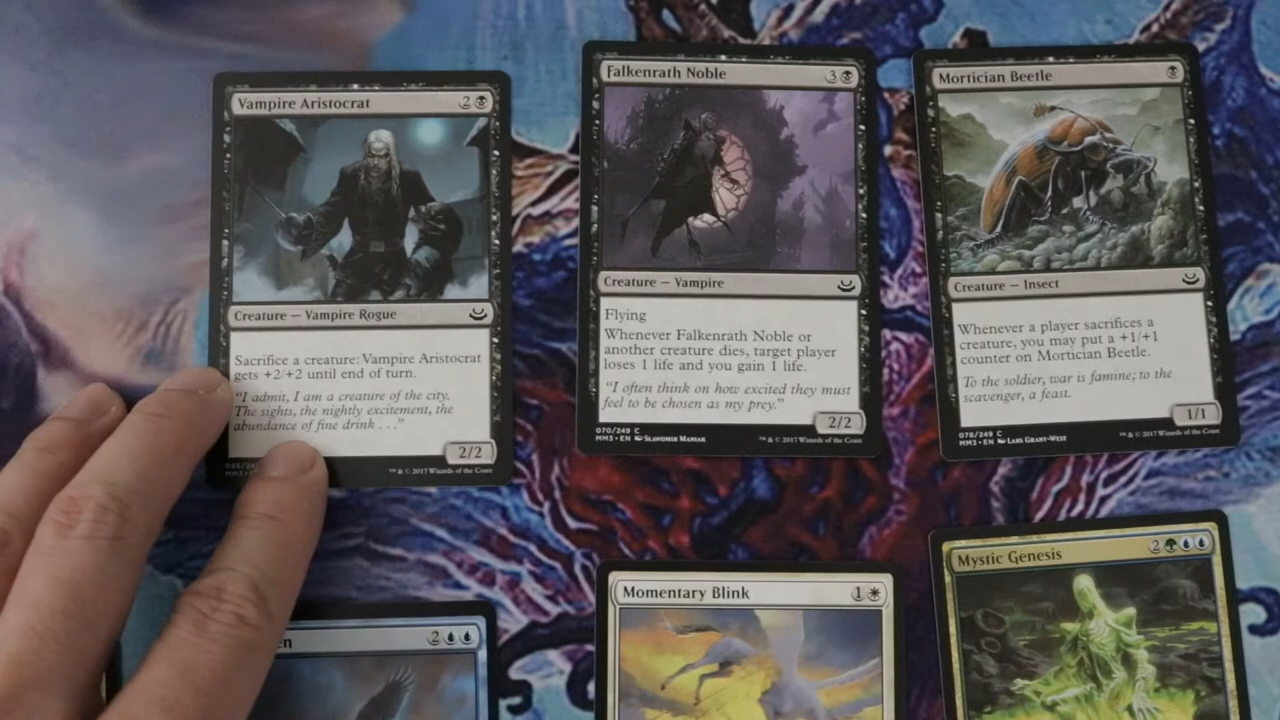 Vampire Aristocrat 2
Creature — Vampire Rogue
Sacrifice a creature: Vampire Aristocrat
gets +2/+2 until end of turn.
"I admit, I am a creature of the city.
The sights, the nightly excitement, the
abundance of fine drink . . ."
2/2
™ & © 2017 Wizards of the Coast
Falkenrath Noble 3
Creature — Vampire
Flying
Whenever Falkenrath Noble or
another creature dies, target player
loses 1 life and you gain 1 life.
"I often think on how excited they must
feel to be chosen as my prey."
2/2
070/249 C
MM3 • EN Slawomir Maniak
™ & © 2017 Wizards of the Coast
Mortician Beetle
Creature — Insect
Whenever a player sacrifices a
creature, you may put a +1/+1
counter on Mortician Beetle.
To the soldier, war is famine; to the
scavenger, a feast.
1/1
078/249 C
MM3 • EN Lars Grant-West
™ & © 2017 Wizards of the Coast
2
Momentary Blink 1
Mystic Genesis 2